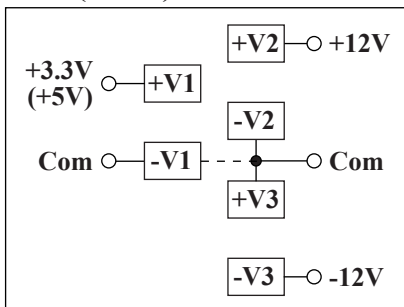 +V2 +12V
+3.3V
(+5V) +V1
-V2
Com -V1 Com
+V3
-V3 -12V